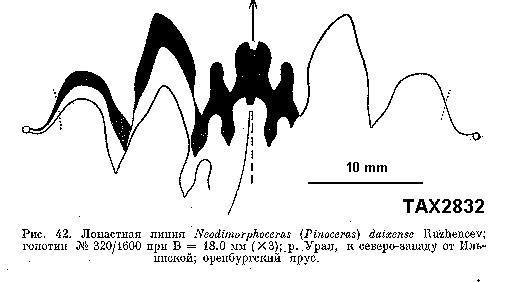 10 mm
TAX2832
Рис. 42. Лопастная линия Neodimorphoceras (Pinoceras) daixense Ruzhencev;
голотип № 320/1600 при В = 18.0 мм (×3); р. Урал, к северо-западу от Иль-
инской; оренбургский ярус.